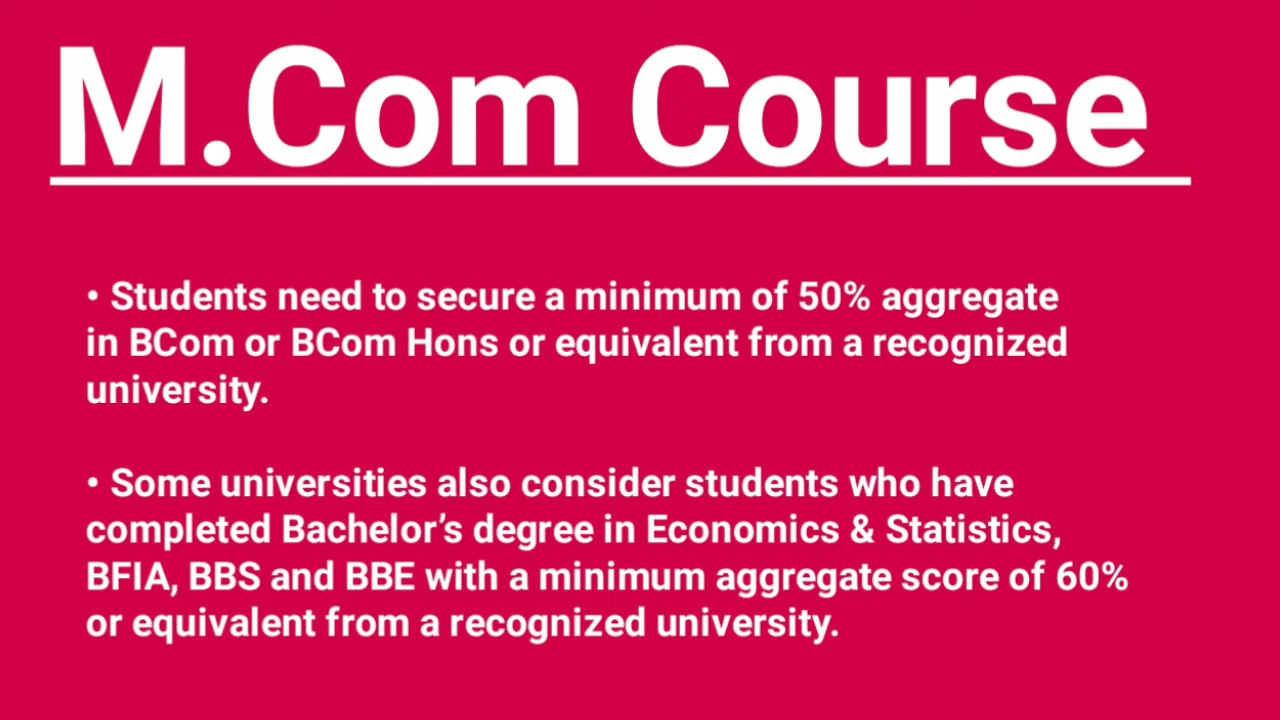 M.Com Course
• Students need to secure a minimum of 50% aggregate
in BCom or BCom Hons or equivalent from a recognized
university.
• Some universities also consider students who have
completed Bachelor’s degree in Economics & Statistics,
BFIA, BBS and BBE with a minimum aggregate score of 60%
or equivalent from a recognized university.